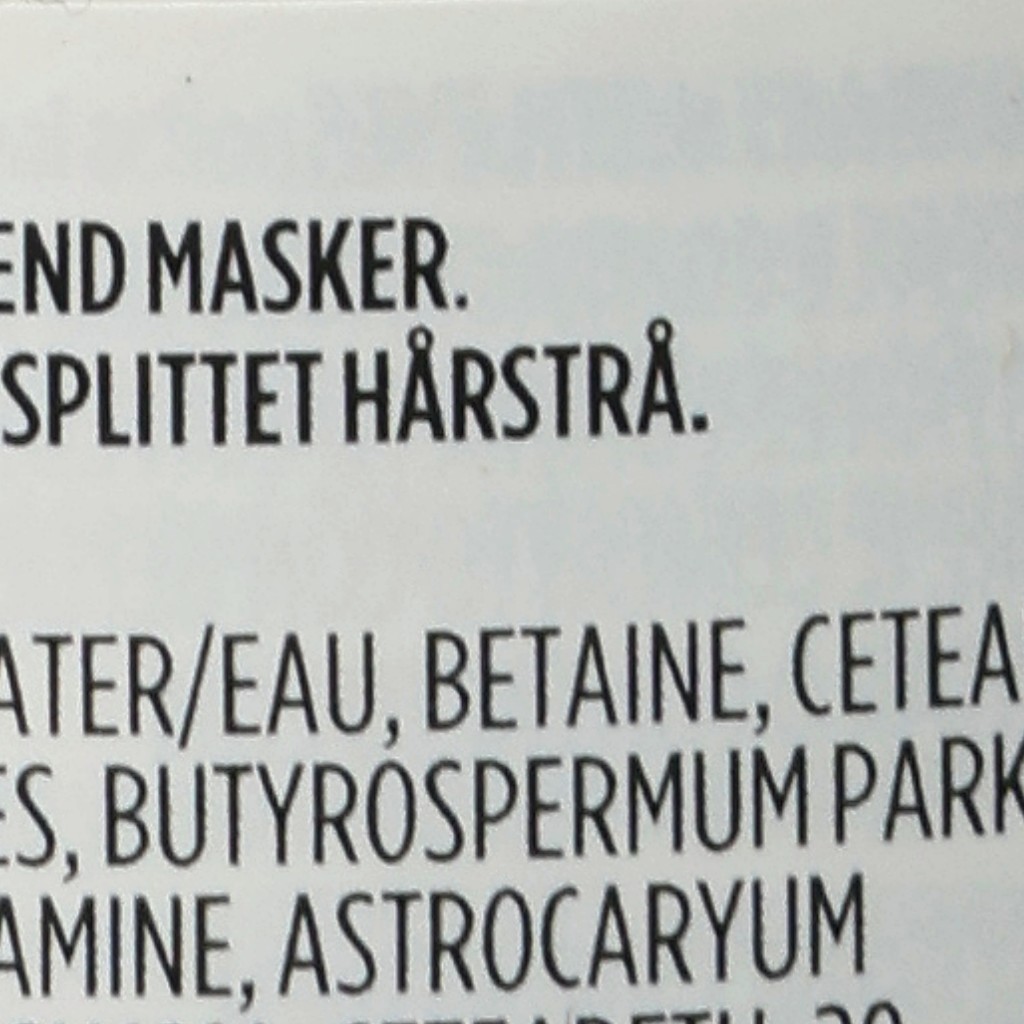 END MASKER.
SPLITTET HÅRSTRÅ.
ATER/EAU, BETAINE, CETEA
ES, BUTYROSPERMUM PARK
AMINE, ASTROCARYUM